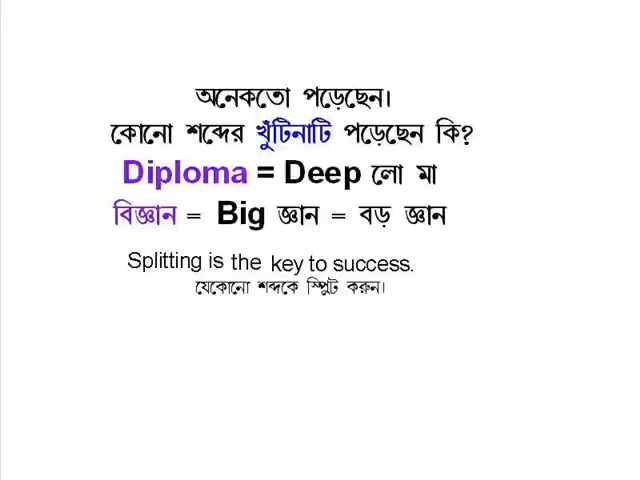 অনেকতো পড়েছেন।
কোনো শব্দের খুঁটিনাটি পড়েছেন কি?
Diploma = Deep লো মা
বিজ্ঞান = Big জ্ঞান = বড় জ্ঞান
Splitting is the key to success.
যেকোনো শব্দকে স্প্লিট করুন।